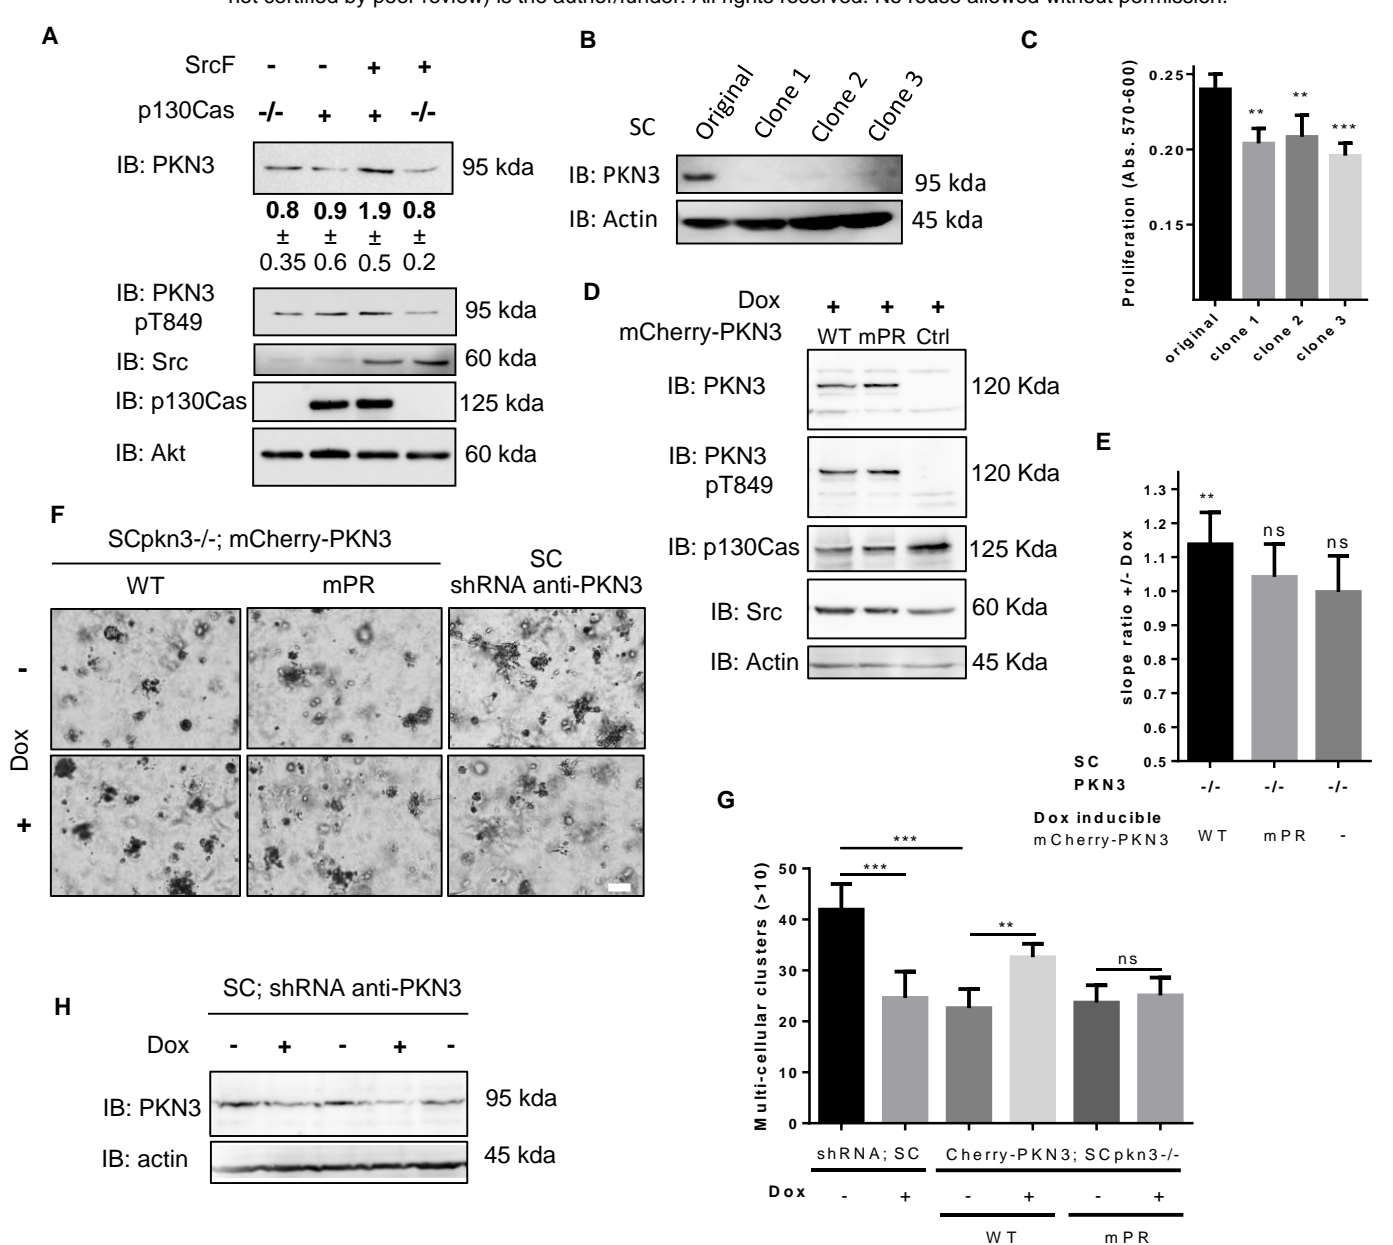 not certified by peer review) is the author/funder. All rights reserved. No reuse allowed without permission.
A
SrcF - - + +
p130Cas -/- + + -/-
IB: PKN3 95 kda
0.8 0.9 1.9 0.8
± ± ± ±
0.35 0.6 0.5 0.2
IB: PKN3
pT849 95 kda
IB: Src 60 kda
IB: p130Cas 125 kda
IB: Akt 60 kda
B
SC Original Clone 1 Clone 2 Clone 3
IB: PKN3 95 kda
IB: Actin 45 kda
C
Proliferation (Abs. 570-600)
0.25
0.20
0.15
** ** ***
original clone 1 clone 2 clone 3
D
Dox + + +
mCherry-PKN3 WT mPR Ctrl
IB: PKN3 120 Kda
IB: PKN3
pT849 120 Kda
IB: p130Cas 125 Kda
IB: Src 60 Kda
IB: Actin 45 Kda
E
slope ratio +/- Dox
1.3
1.2
1.1
1.0
0.9
0.8
0.7
0.6
0.5
** ns ns
SC
PKN3 -/- -/- -/-
Dox inducible
mCherry-PKN3 WT mPR -
F
SCpkn3-/-; mCherry-PKN3
WT mPR
SC
shRNA anti-PKN3
Dox
-
+
G
Multi-cellular clusters (>10)
50
40
30
20
10
0
***
***
**
ns
shRNA; SC Cherry-PKN3; SCpkn3-/-
Dox - + - + - +
WT mPR
H
SC; shRNA anti-PKN3
Dox - + - + -
IB: PKN3 95 kda
IB: actin 45 kda